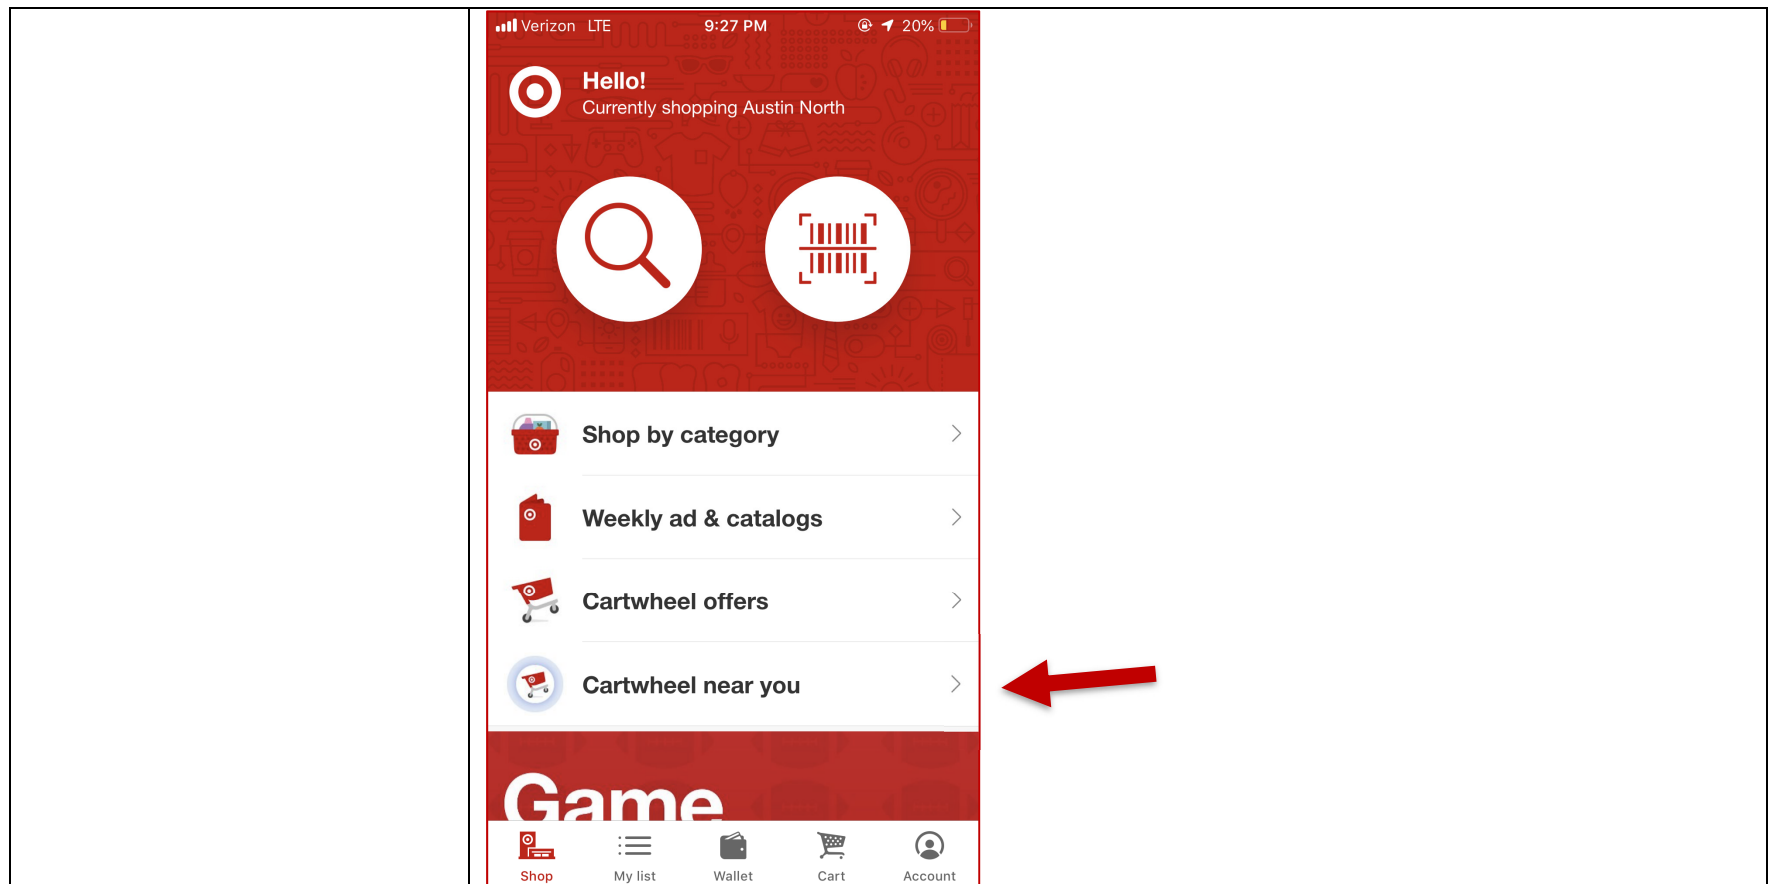 Verizon LTE 9:27 PM 20%
Hello!
Currently shopping Austin North
Shop by category
Weekly ad & catalogs
Cartwheel offers
Cartwheel near you
Game
Shop My list Wallet Cart Account